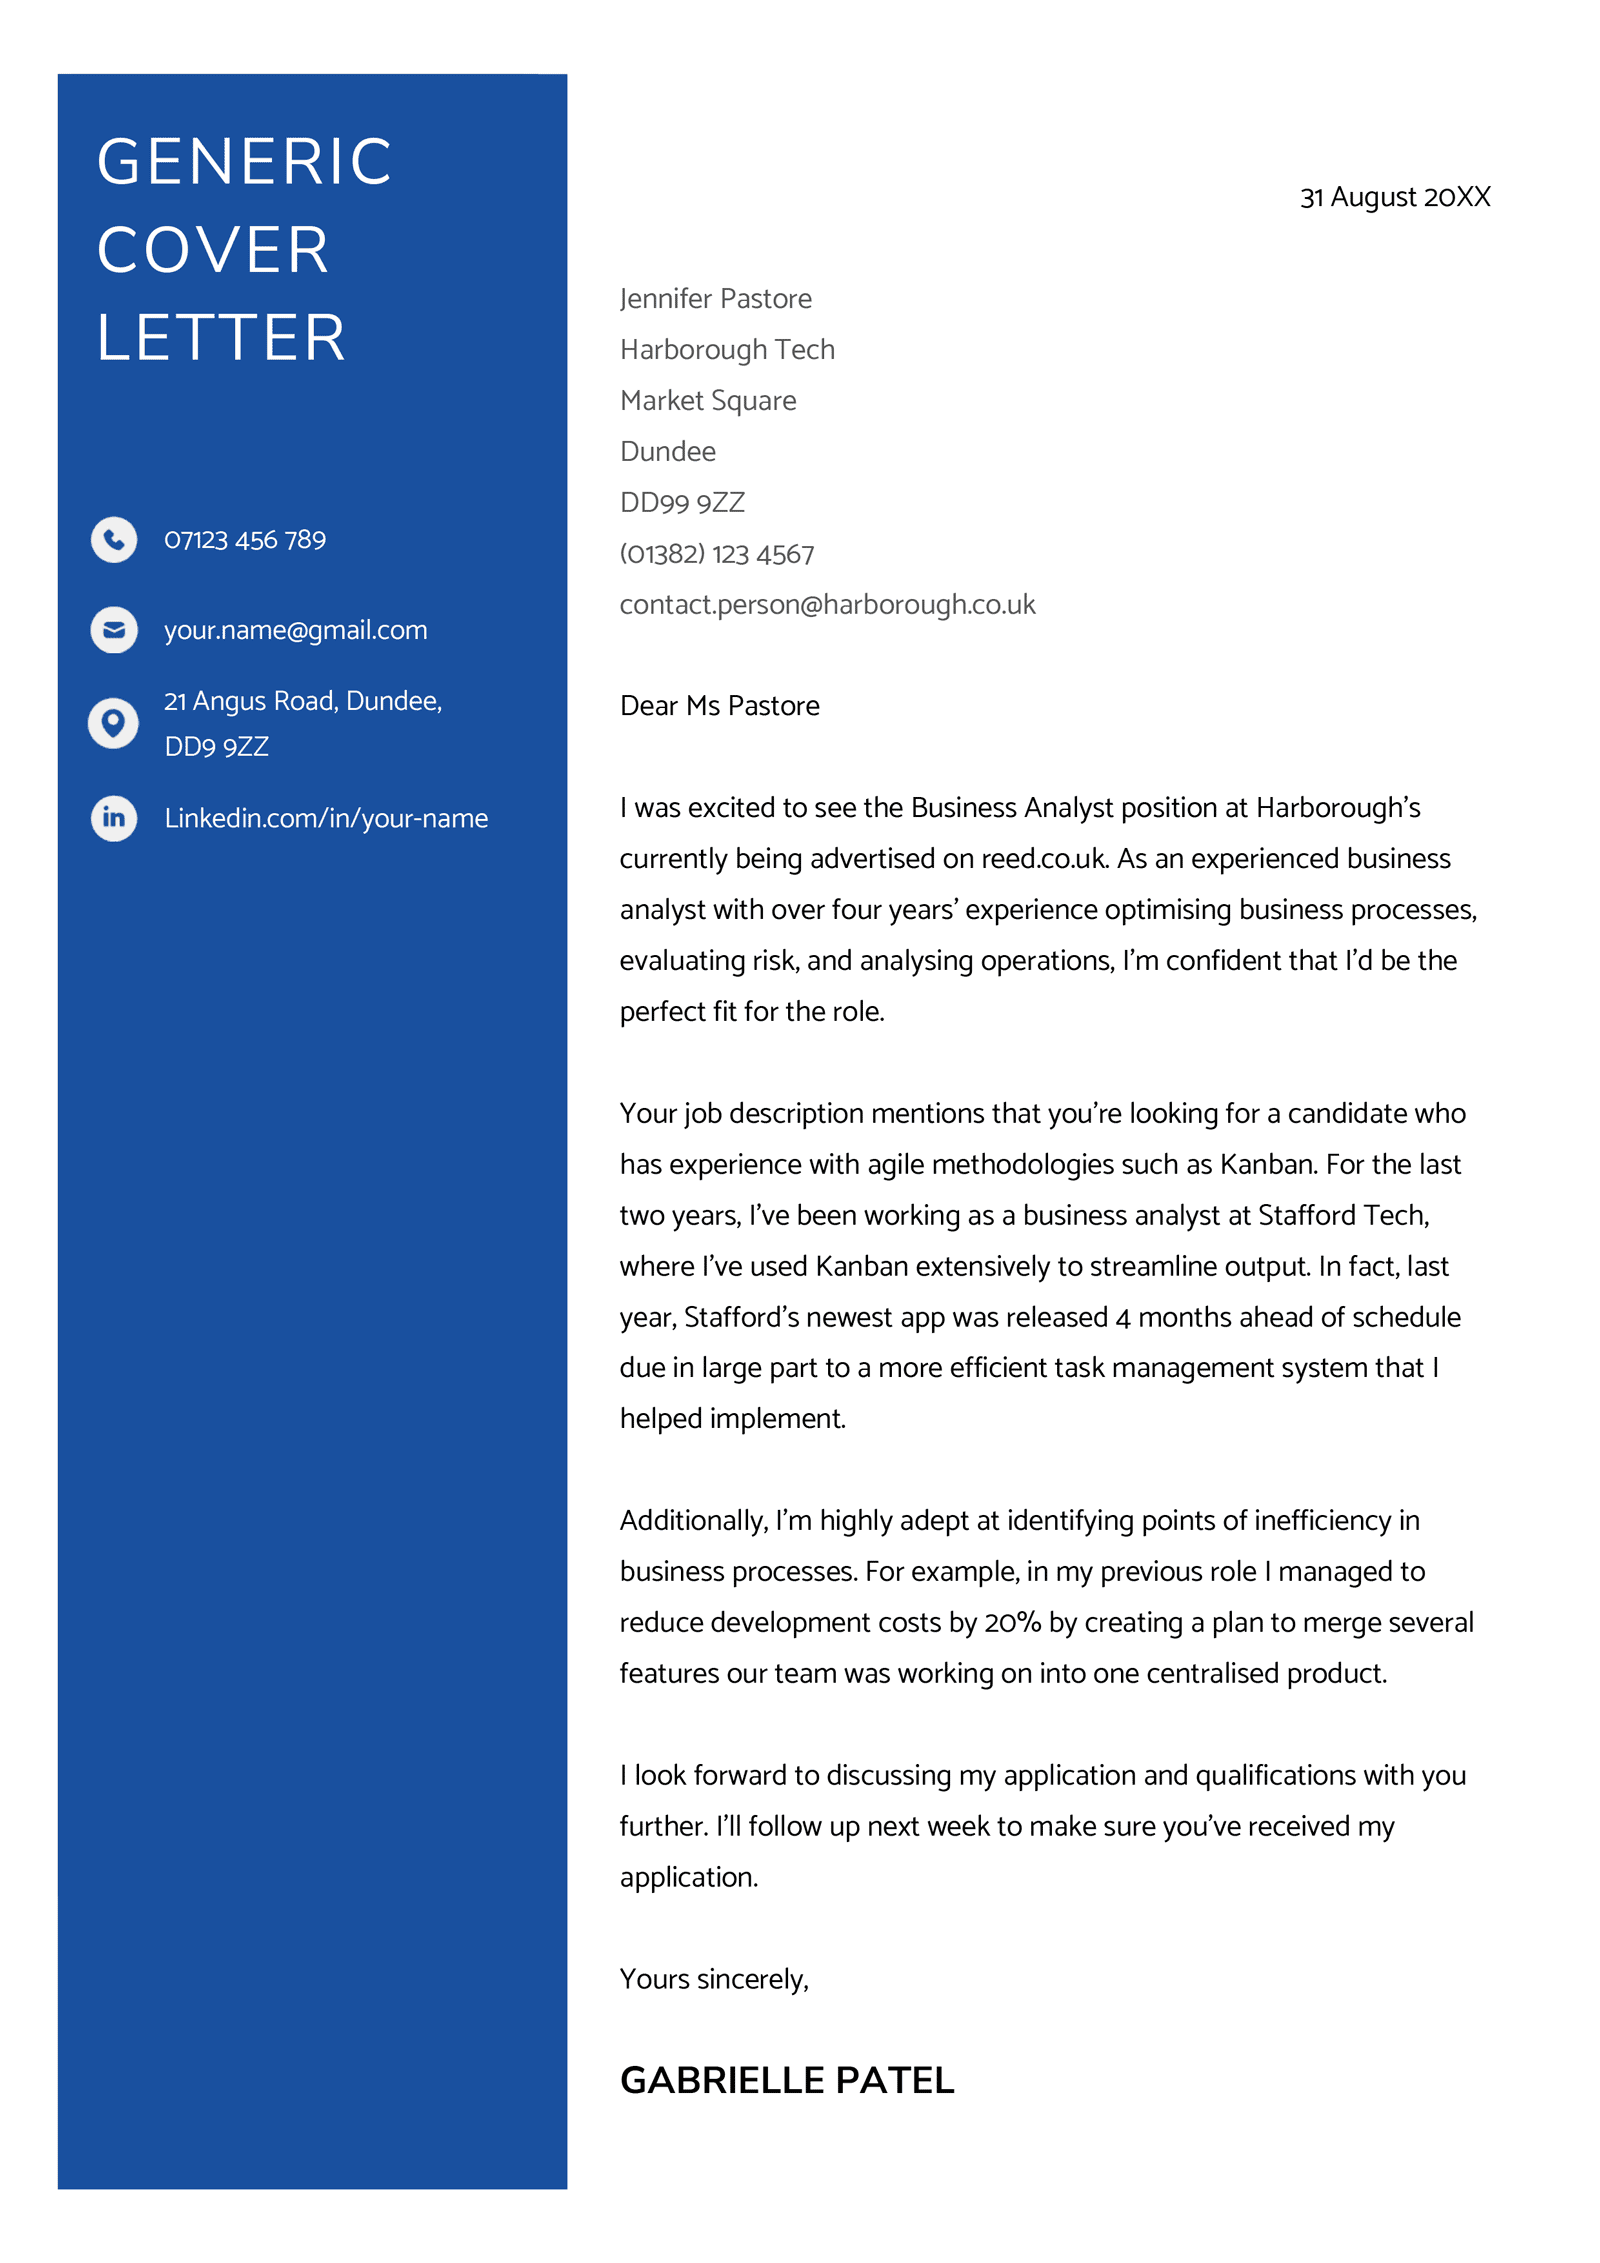 GENERIC
COVER
LETTER
07123 456 789
your.name@gmail.com
21 Angus Road, Dundee,
DD9 9ZZ
Linkedin.com/in/your-name
31 August 20XX
Jennifer Pastore
Harborough Tech
Market Square
Dundee
DD99 9ZZ
(01382) 123 4567
contact.person@harborough.co.uk
Dear Ms Pastore
I was excited to see the Business Analyst position at Harborough’s
currently being advertised on reed.co.uk. As an experienced business
analyst with over four years’ experience optimising business processes,
evaluating risk, and analysing operations, I’m confident that I’d be the
perfect fit for the role.
Your job description mentions that you’re looking for a candidate who
has experience with agile methodologies such as Kanban. For the last
two years, I’ve been working as a business analyst at Stafford Tech,
where I’ve used Kanban extensively to streamline output. In fact, last
year, Stafford’s newest app was released 4 months ahead of schedule
due in large part to a more efficient task management system that I
helped implement.
Additionally, I’m highly adept at identifying points of inefficiency in
business processes. For example, in my previous role I managed to
reduce development costs by 20% by creating a plan to merge several
features our team was working on into one centralised product.
I look forward to discussing my application and qualifications with you
further. I’ll follow up next week to make sure you’ve received my
application.
Yours sincerely,
GABRIELLE PATEL